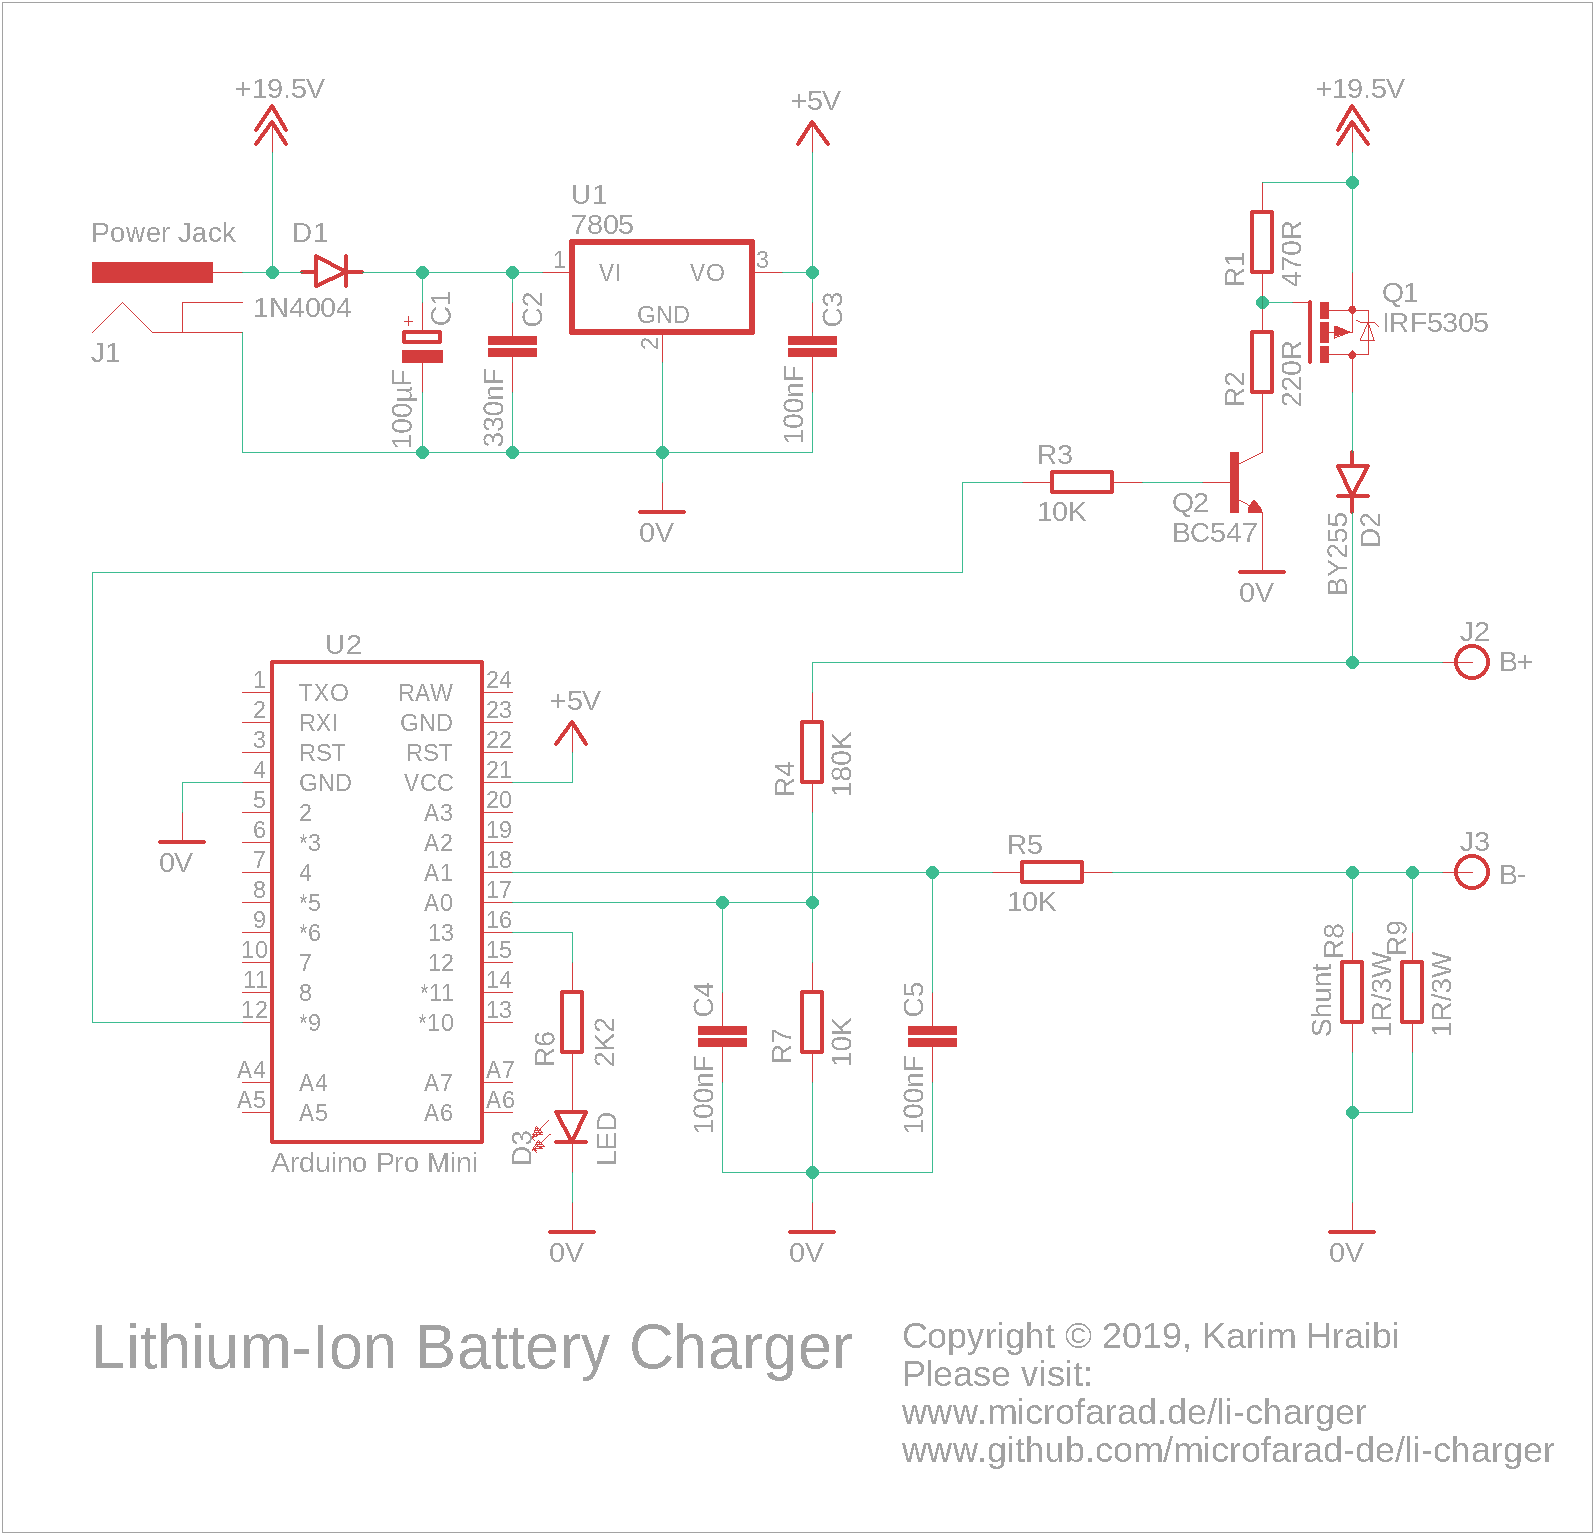 +19.5V
+5V
+19.5V
Power Jack
D1
1N4004
J1
+
C1
100µF
C2
330nF
U1
7805
1
VI
VO
3
GND
2
C3
100nF
0V
R1
470R
R2
220R
Q1
IRF5305
R3
10K
Q2
BC547
0V
BY255
D2
J2
B+
U2
1 TXO RAW 24
2 RXI GND 23
3 RST RST 22
4 GND VCC 21
5 2 A3 20
6 *3 A2 19
7 4 A1 18
8 *5 A0 17
9 *6 13 16
10 7 12 15
11 8 *11 14
12 *9 *10 13
A4 A4 A7 A7
A5 A5 A6 A6
Arduino Pro Mini
0V
+5V
R4
180K
R5
10K
J3
B-
R6
2K2
D3
LED
0V
C4
100nF
R7
10K
C5
100nF
0V
R8
Shunt
1R/3W
R9
1R/3W
0V
Lithium-Ion Battery Charger
Copyright © 2019, Karim Hraibi
Please visit:
www.microfarad.de/li-charger
www.github.com/microfarad-de/li-charger